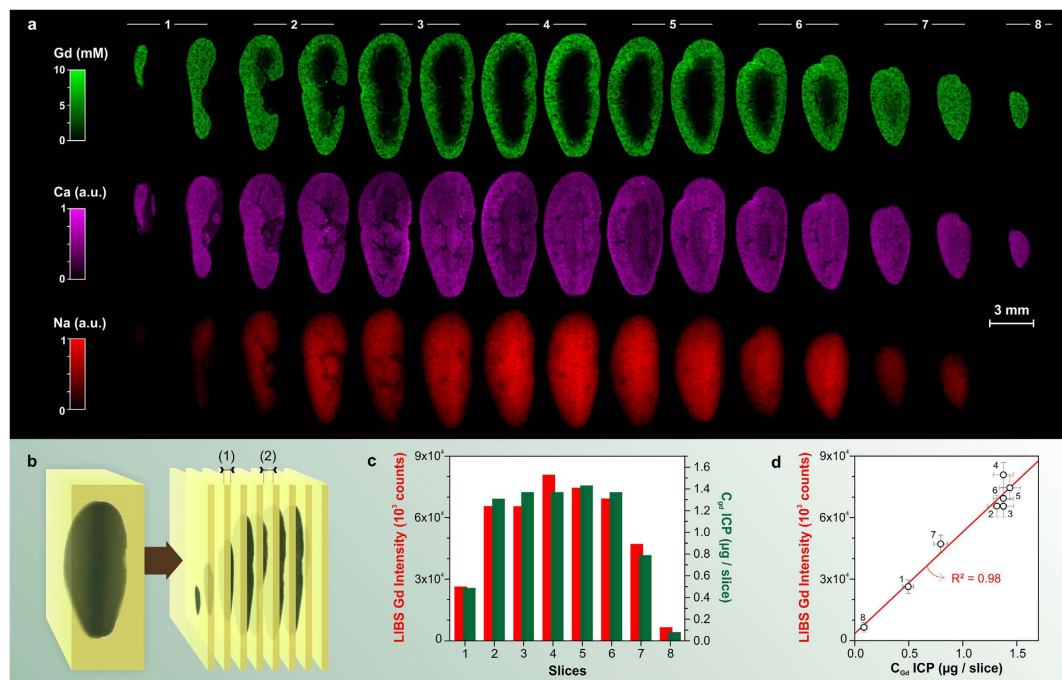 a
1 2 3 4 5 6 7 8
Gd (mM)
10
5
0
Ca (a.u.)
1
0
3 mm
Na (a.u.)
1
0
b
(1) (2)
c
LIBS Gd Intensity (10³ counts)
9x10⁴
6x10⁴
3x10⁴
0
1 2 3 4 5 6 7 8
Slices
1.6
1.4
1.2
1.0
0.8
0.6
0.4
0.2
0.0
C_gd ICP (µg / slice)
d
LIBS Gd Intensity (10³ counts)
9x10⁴
6x10⁴
3x10⁴
0
4
6
5
2 3
7
1
8
R² = 0.98
0.0 0.5 1.0 1.5
C_Gd ICP (µg / slice)